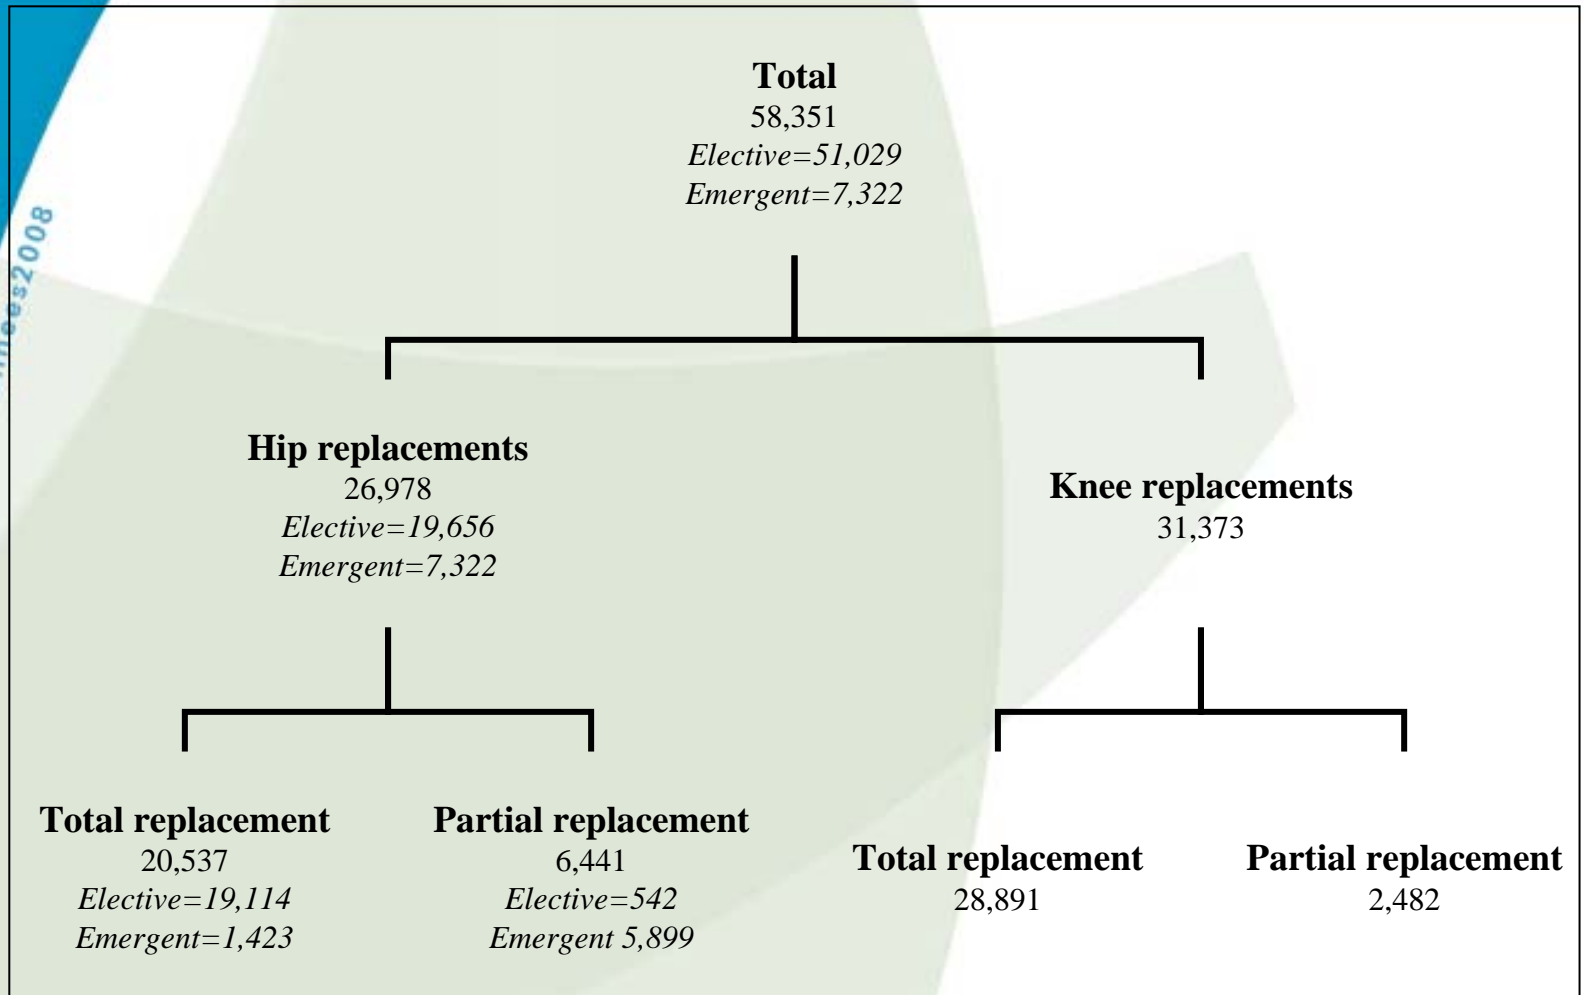 Total
58,351
Elective=51,029
Emergent=7,322
Hip replacements
26,978
Elective=19,656
Emergent=7,322
Knee replacements
31,373
Total replacement
20,537
Elective=19,114
Emergent=1,423
Partial replacement
6,441
Elective=542
Emergent 5,899
Total replacement
28,891
Partial replacement
2,482